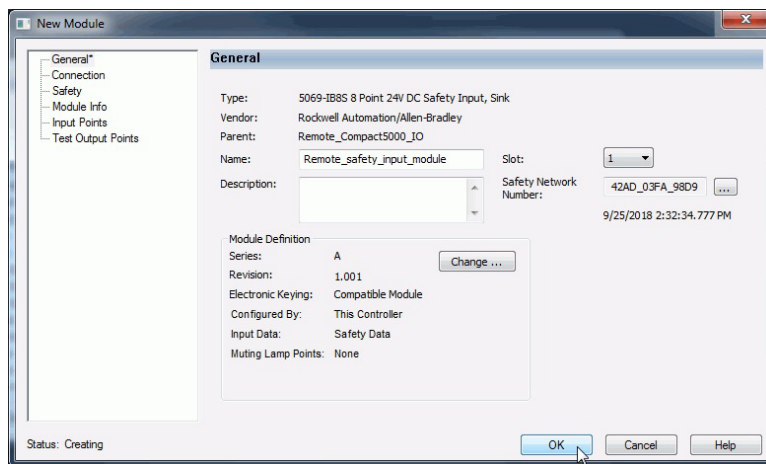 New Module
General*
Connection
Safety
Module Info
Input Points
Test Output Points
General
Type: 5069-IB8S 8 Point 24V DC Safety Input, Sink
Vendor: Rockwell Automation/Allen-Bradley
Parent: Remote_Compact5000_IO
Name: Remote_safety_input_module Slot: 1
Description: Safety Network Number: 42AD_03FA_98D9 ...
9/25/2018 2:32:34.777 PM
Module Definition
Series: A Change ...
Revision: 1.001
Electronic Keying: Compatible Module
Configured By: This Controller
Input Data: Safety Data
Muting Lamp Points: None
Status: Creating OK Cancel Help